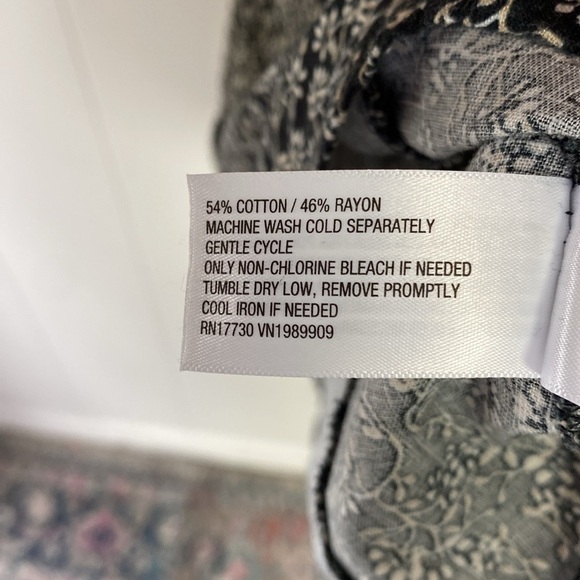 54% COTTON / 46% RAYON
MACHINE WASH COLD SEPARATELY
GENTLE CYCLE
ONLY NON-CHLORINE BLEACH IF NEEDED
TUMBLE DRY LOW, REMOVE PROMPTLY
COOL IRON IF NEEDED
RN17730 VN1989909